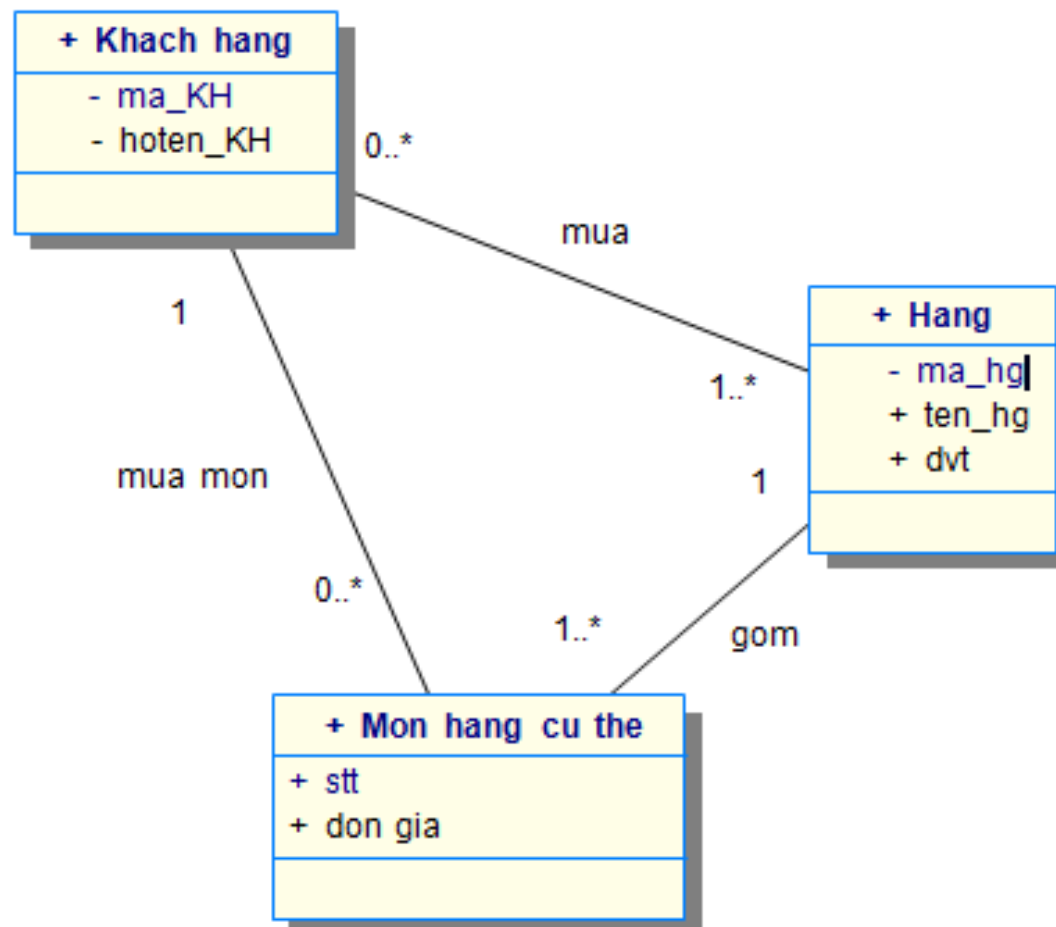 + Khach hang
- ma_KH
- hoten_KH
0..*
mua
1
+ Hang
- ma_hg
+ ten_hg
+ dvt
1..*
1
mua mon
0..*
1..*
gom
+ Mon hang cu the
+ stt
+ don gia